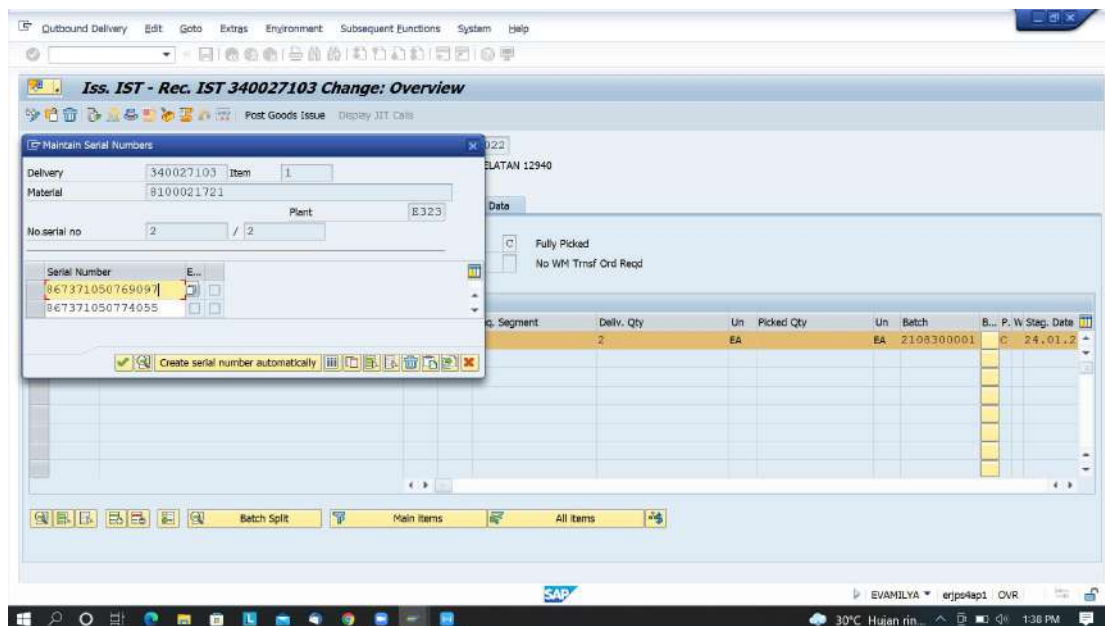 Outbound Delivery Edit Goto Extras Environment Subsequent Functions System Help
Iss. IST - Rec. IST 340027103 Change: Overview
Post Goods Issue Display JIT Calls
Maintain Serial Numbers
022
Delivery 340027103 Item 1
ELATAN 12940
Material 8100021721
Plant E323
Data
No.serial no 2 / 2
C Fully Picked
No WM Trnsf Ord Reqd
Serial Number E...
867371050769097
867371050774055
Segment Deliv. Qty Un Picked Qty Un Batch B... P. W Stag. Date
2 EA EA 2108300001 C 24.01.2
Create serial number automatically
Batch Split Main items All items
SAP
EVAMILYA erjps4ap1 OVR
30°C Hujan rin... 1:38 PM